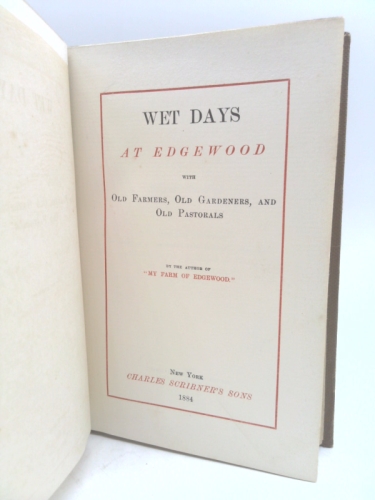 WET DAYS
AT EDGEWOOD
WITH
OLD FARMERS, OLD GARDENERS, AND
OLD PASTORALS
BY THE AUTHOR OF
"MY FARM OF EDGEWOOD."
NEW YORK
CHARLES SCRIBNER'S SONS
1884